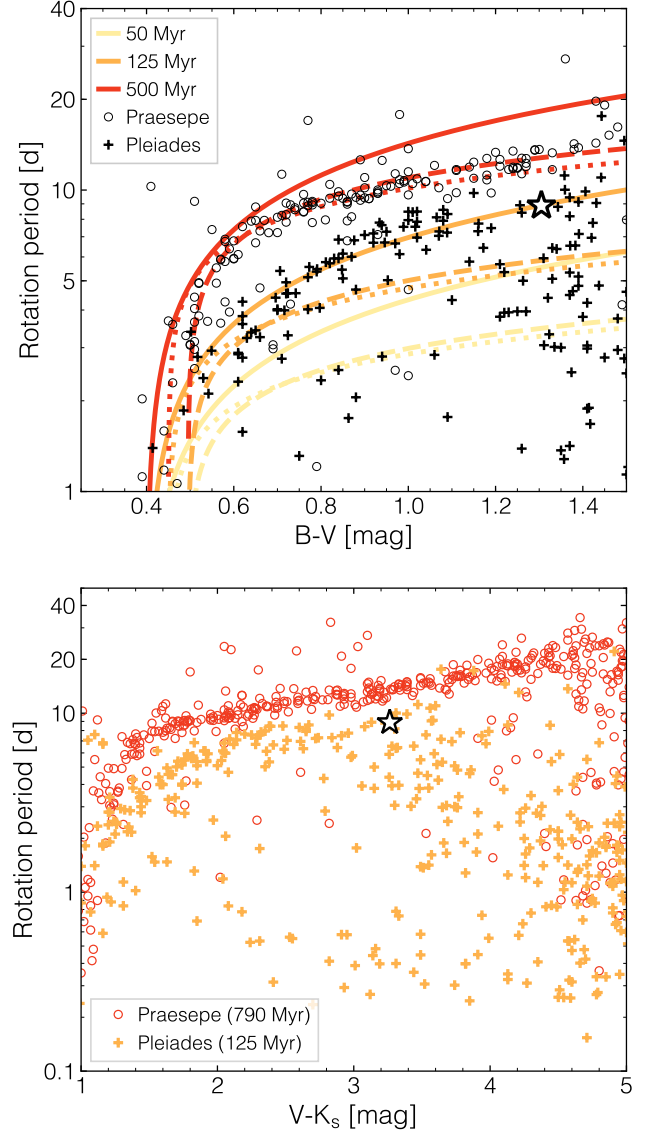 40
20
10
5
1
Rotation period [d]
50 Myr
125 Myr
500 Myr
Praesepe
Pleiades
0.4 0.6 0.8 1.0 1.2 1.4
B-V [mag]
40
20
10
1
0.1
Rotation period [d]
Praesepe (790 Myr)
Pleiades (125 Myr)
1 2 3 4 5
V-Ks [mag]